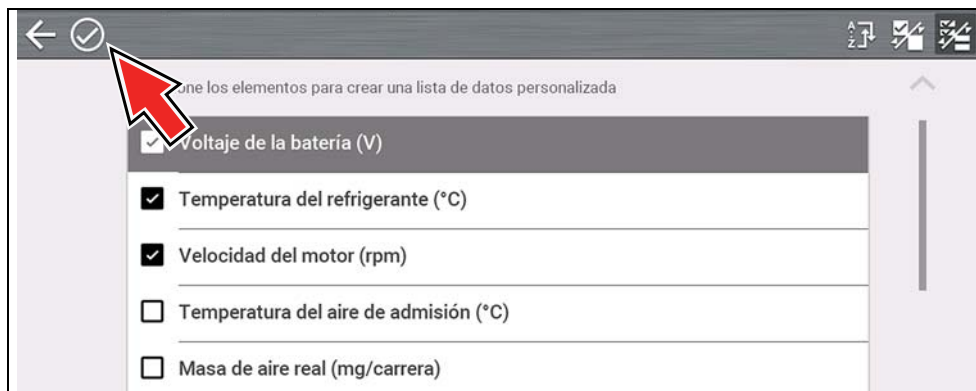 one los elementos para crear una lista de datos personalizada
Voltaje de la batería (V)
Temperatura del refrigerante (°C)
Velocidad del motor (rpm)
Temperatura del aire de admisión (°C)
Masa de aire real (mg/carrera)